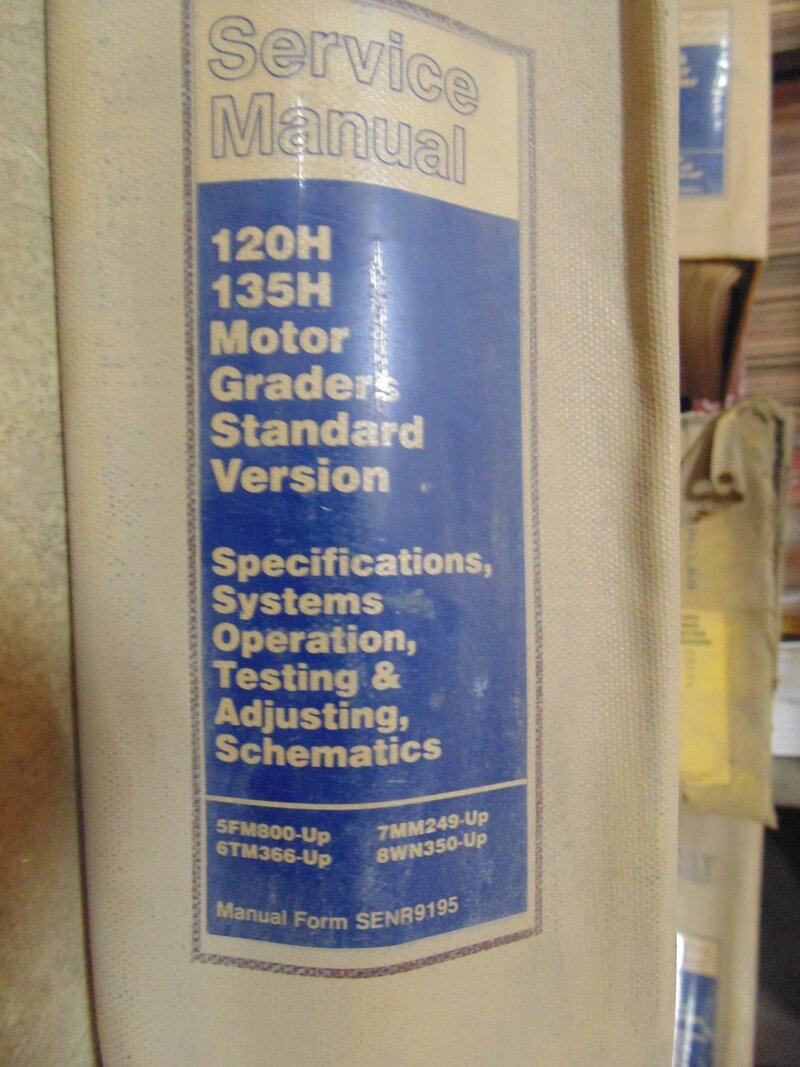 Service
Manual
120H
135H
Motor
Graders
Standard
Version
Specifications,
Systems
Operation,
Testing &
Adjusting,
Schematics
5FM800-Up 7MM249-Up
6TM366-Up 8WN350-Up
Manual Form SENR9195